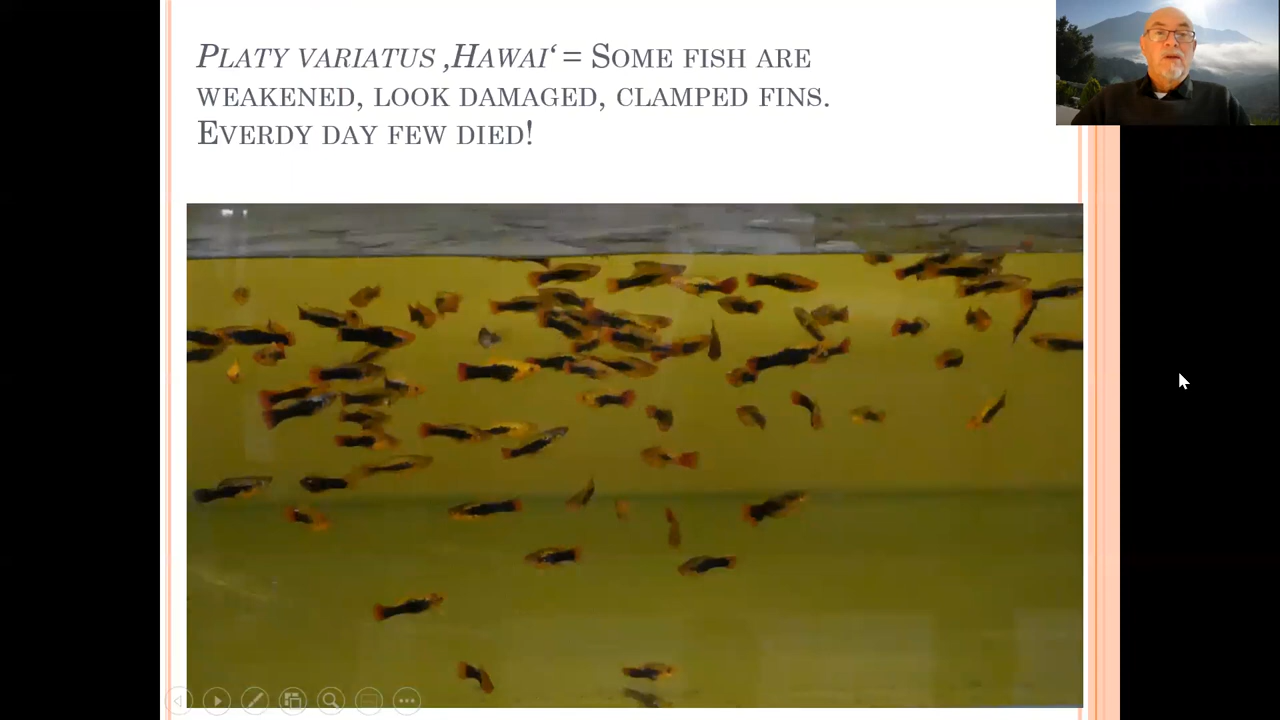 Platy variatus ‚Hawai‘ = Some fish are
weakened, look damaged, clamped fins.
Everdy day few died!